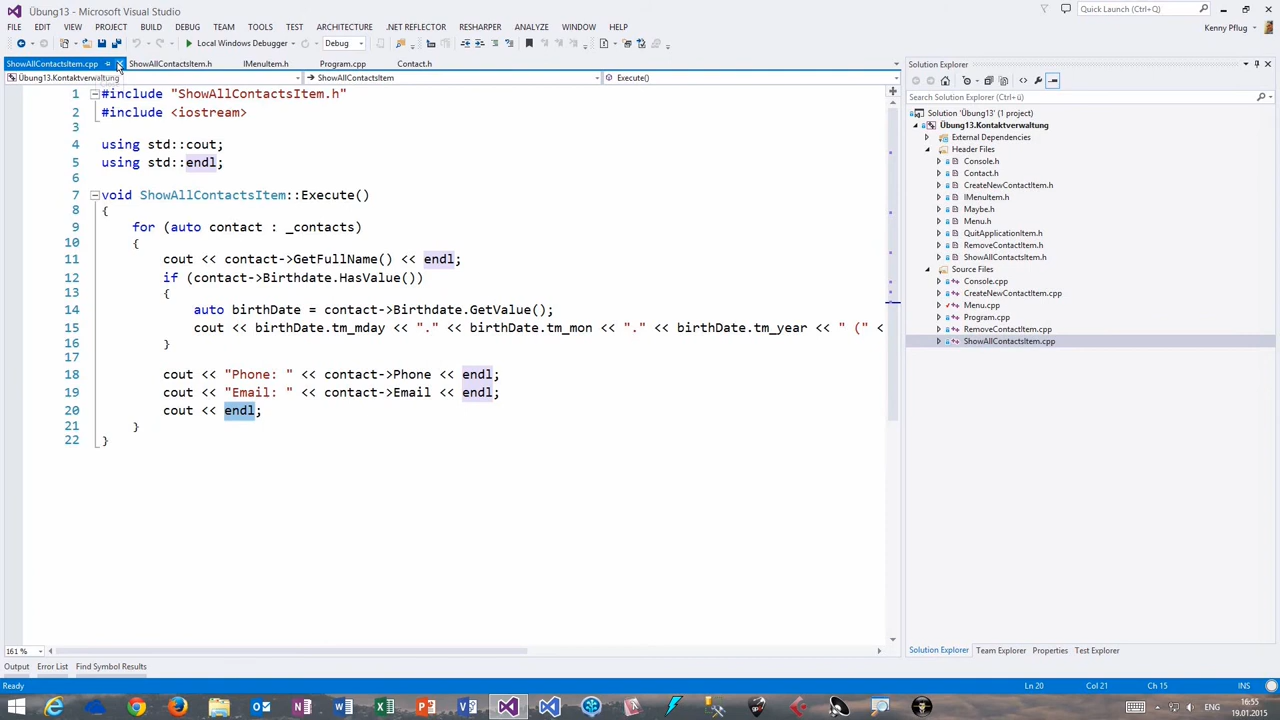 Übung13 - Microsoft Visual Studio
Quick Launch (Ctrl+Q)
FILE EDIT VIEW PROJECT BUILD DEBUG TEAM TOOLS TEST ARCHITECTURE .NET REFLECTOR RESHARPER ANALYZE WINDOW HELP
Kenny Pflug
Local Windows Debugger Debug
ShowAllContactsItem.cpp ShowAllContactsItem.h IMenuItem.h Program.cpp Contact.h
Übung13.Kontaktverwaltung ShowAllContactsItem Execute()
1 #include "ShowAllContactsItem.h"
2 #include <iostream>
3
4 using std::cout;
5 using std::endl;
6
7 void ShowAllContactsItem::Execute()
8 {
9 for (auto contact : _contacts)
10 {
11 cout << contact->GetFullName() << endl;
12 if (contact->Birthdate.HasValue())
13 {
14 auto birthDate = contact->Birthdate.GetValue();
15 cout << birthDate.tm_mday << "." << birthDate.tm_mon << "." << birthDate.tm_year << " (" <
16 }
17
18 cout << "Phone: " << contact->Phone << endl;
19 cout << "Email: " << contact->Email << endl;
20 cout << endl;
21 }
22 }
161 %
Solution Explorer
Search Solution Explorer (Ctrl+ü)
Solution 'Übung13' (1 project)
Übung13.Kontaktverwaltung
External Dependencies
Header Files
Console.h
Contact.h
CreateNewContactItem.h
IMenuItem.h
Maybe.h
Menu.h
QuitApplicationItem.h
RemoveContactItem.h
ShowAllContactsItem.h
Source Files
Console.cpp
CreateNewContactItem.cpp
Menu.cpp
Program.cpp
RemoveContactItem.cpp
ShowAllContactsItem.cpp
Solution Explorer Team Explorer Properties Test Explorer
Output Error List Find Symbol Results
Ready Ln 20 Col 21 Ch 15 INS
ENG 16:55
19.01.2015